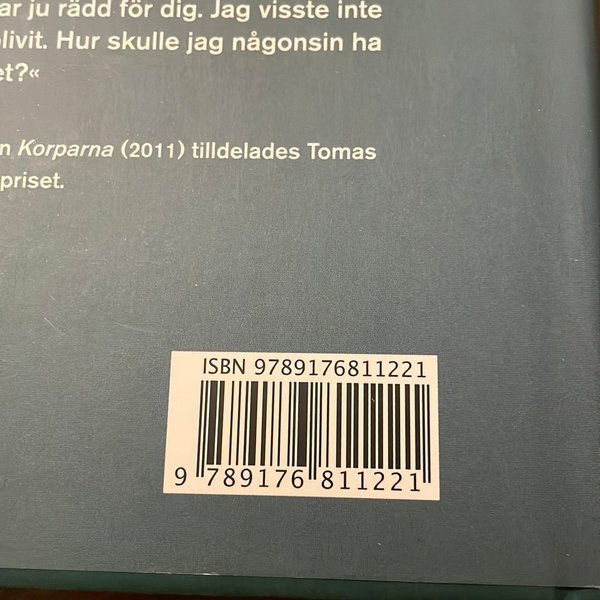 ar ju rädd för dig. Jag visste inte
livit. Hur skulle jag någonsin ha
et?«
n Korparna (2011) tilldelades Tomas
priset.
ISBN 9789176811221
9 789176 811221